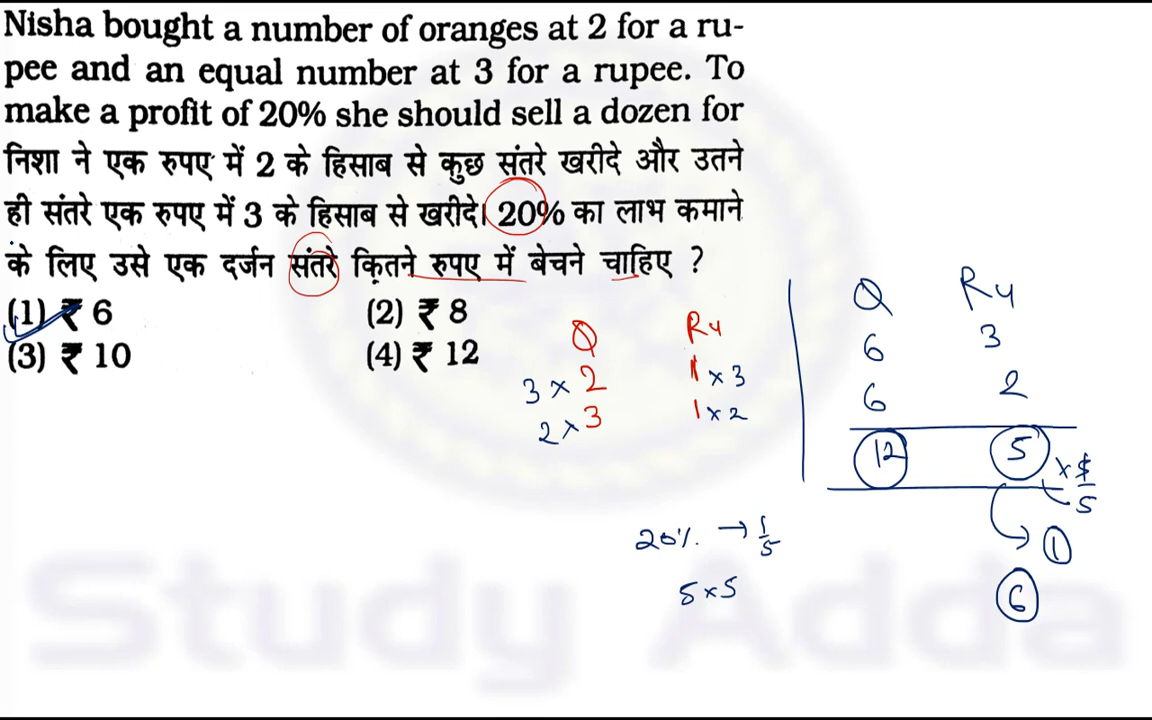 Nisha bought a number of oranges at 2 for a ru-
pee and an equal number at 3 for a rupee. To
make a profit of 20% she should sell a dozen for
निशा ने एक रुपए में 2 के हिसाब से कुछ संतरे खरीदे और उतने
ही संतरे एक रुपए में 3 के हिसाब से खरीदे। 20% का लाभ कमाने
के लिए उसे एक दर्जन संतरे कितने रुपए में बेचने चाहिए ?
(1) ₹ 6 (2) ₹ 8
(3) ₹ 10 (4) ₹ 12
Q Ru
3 × 2 1 × 3
2 × 3 1 × 2
Q Ru
6 3
6 2
12 5 × 1/5
20% → 1/5 1
5 × 5 6
Study Adda